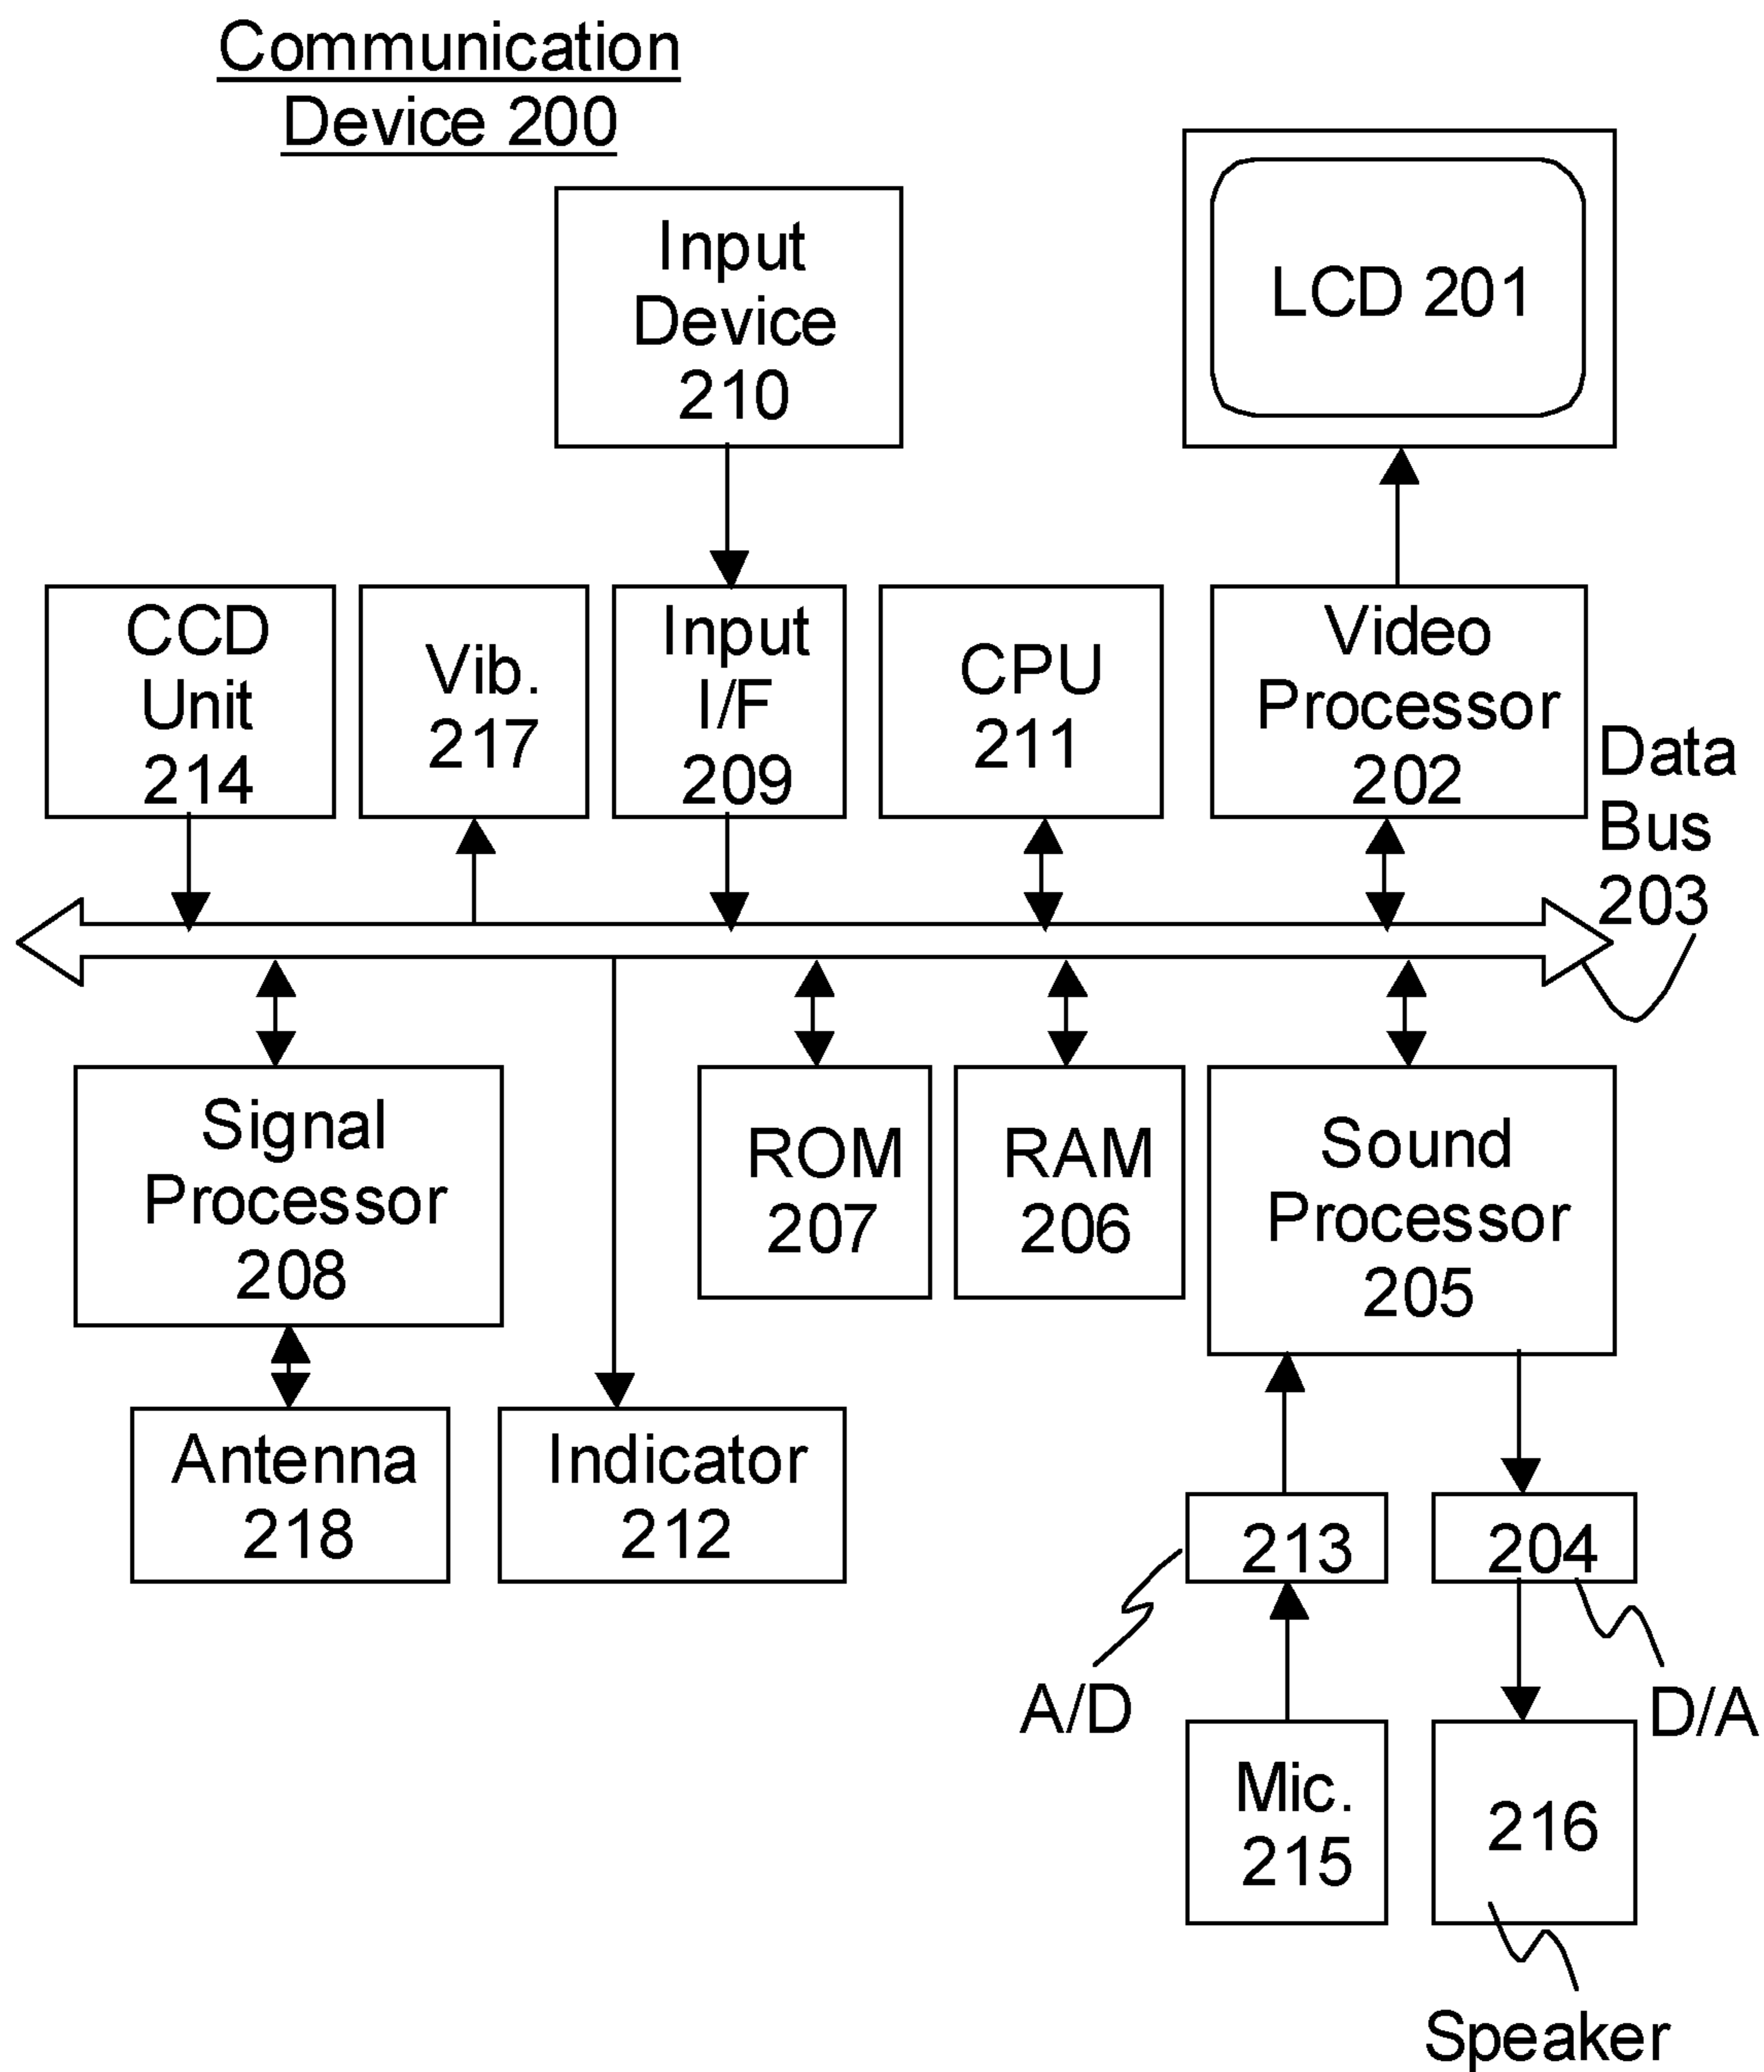 Communication
Device 200
Input
Device
210
LCD 201
CCD
Unit
214
Vib.
217
Input
I/F
209
CPU
211
Video
Processor
202
Data
Bus
203
Signal
Processor
208
ROM
207
RAM
206
Sound
Processor
205
Antenna
218
Indicator
212
213
204
A/D
D/A
Mic.
215
216
Speaker